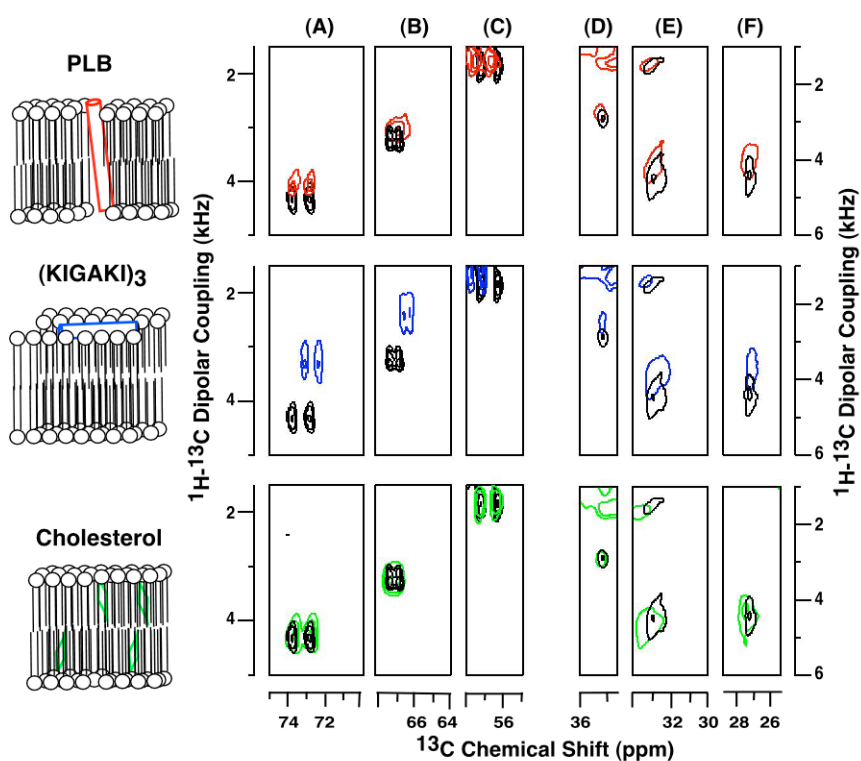 (A) (B) (C) (D) (E) (F)
PLB
2
4
2
4
6
(KIGAKI)3
2
4
2
4
6
Cholesterol
2
4
2
4
6
1H-13C Dipolar Coupling (kHz)
1H-13C Dipolar Coupling (kHz)
74 72 66 64 56 36 32 30 28 26
13C Chemical Shift (ppm)